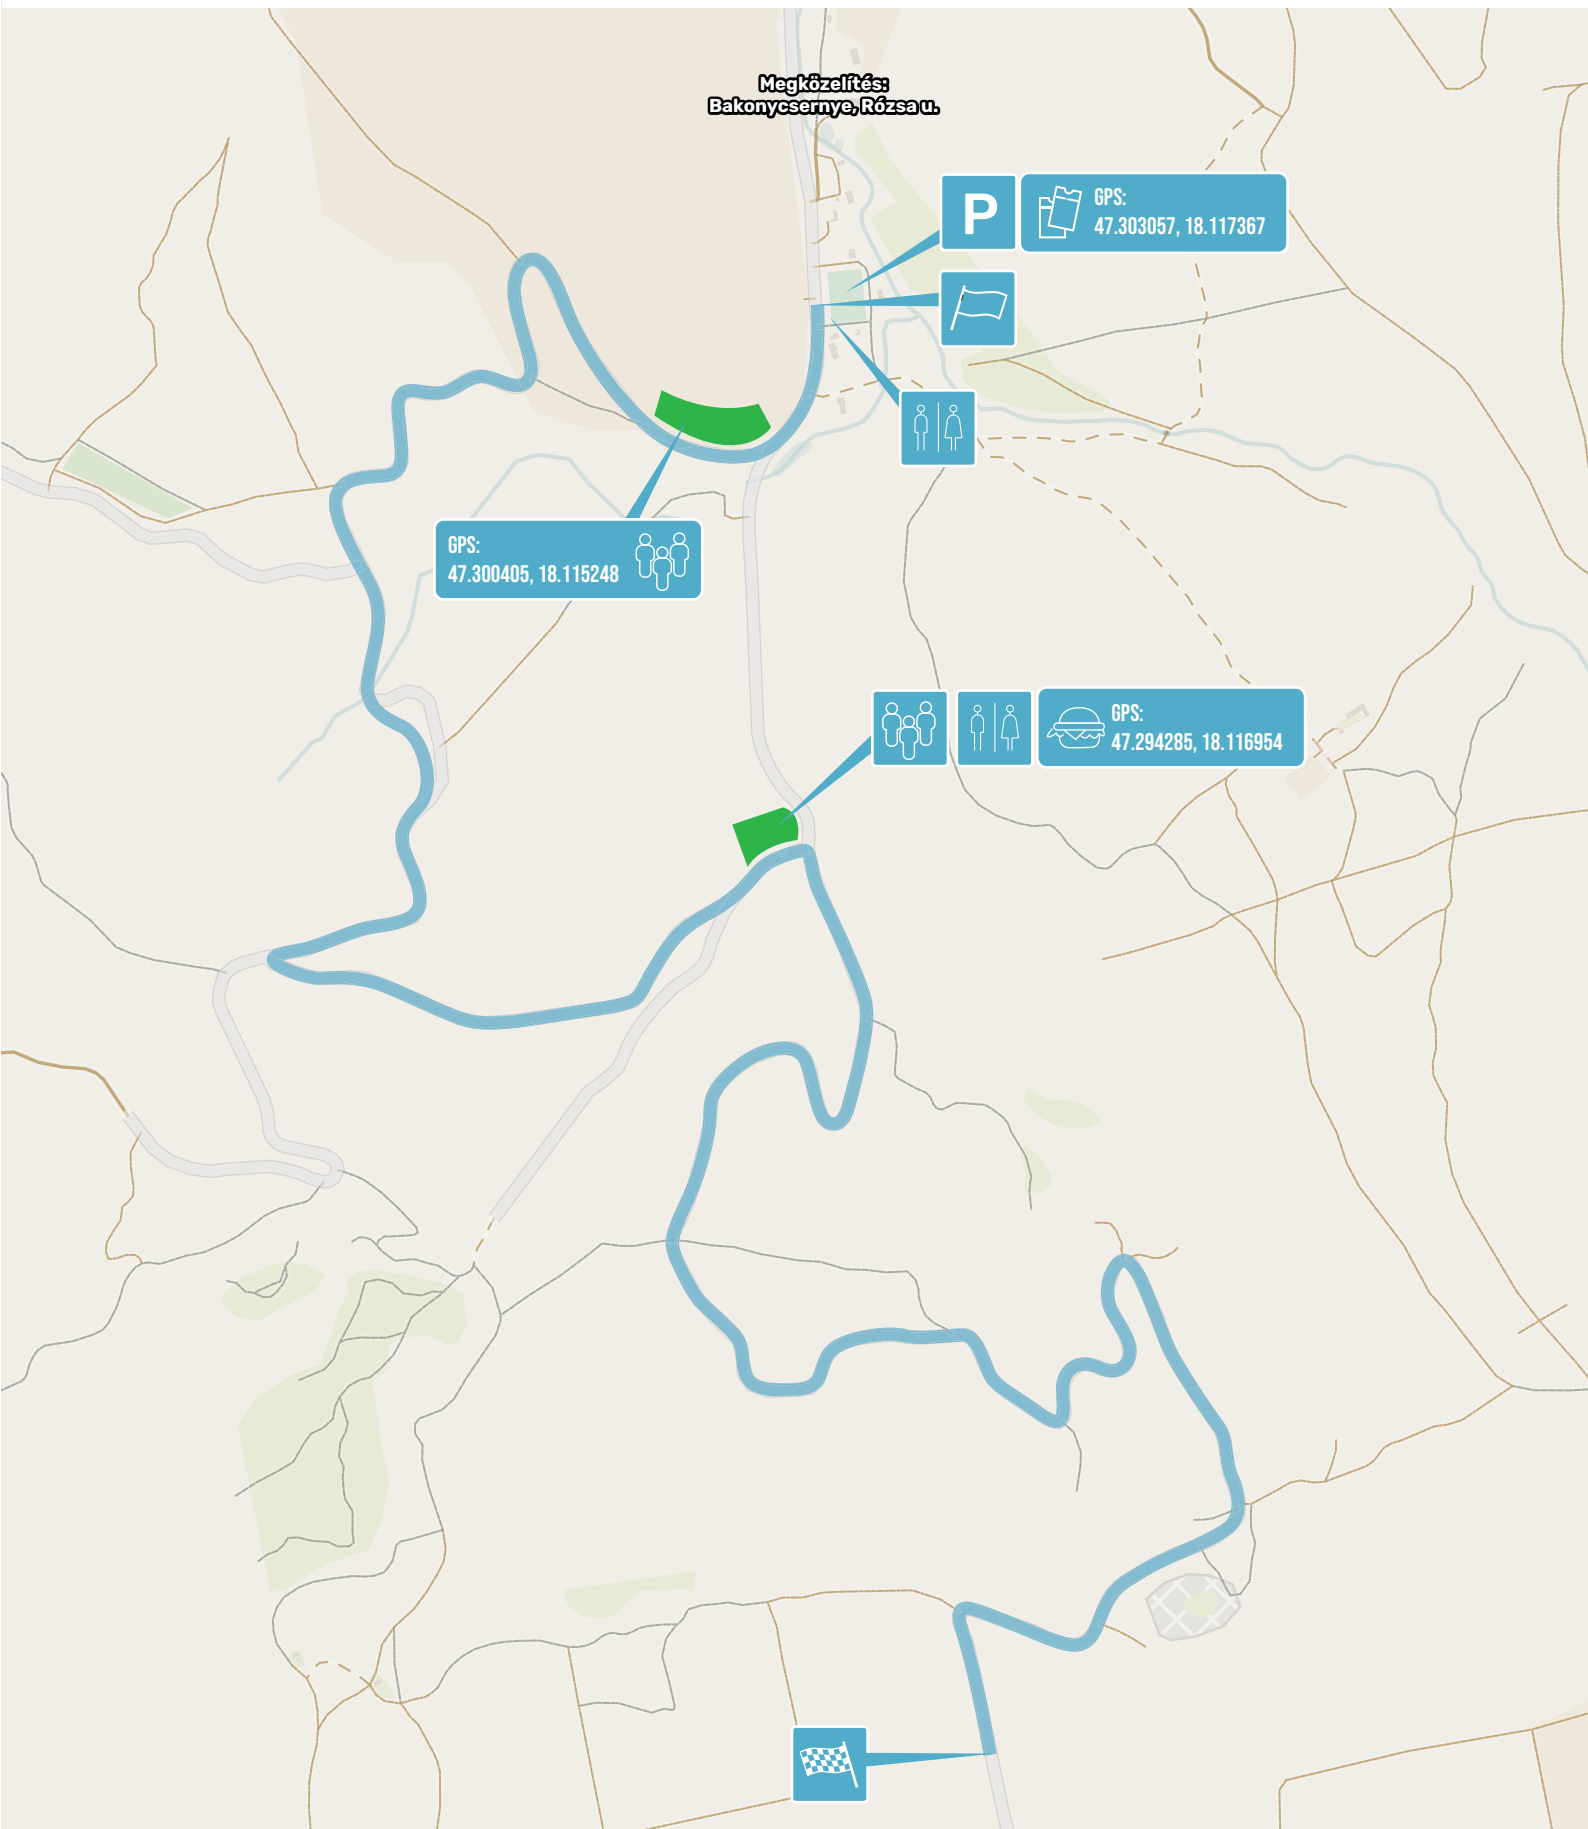 Megközelítés:
Bakonycsernye, Rózsa u.
P
GPS:
47.303057, 18.117367
GPS:
47.300405, 18.115248
GPS:
47.294285, 18.116954